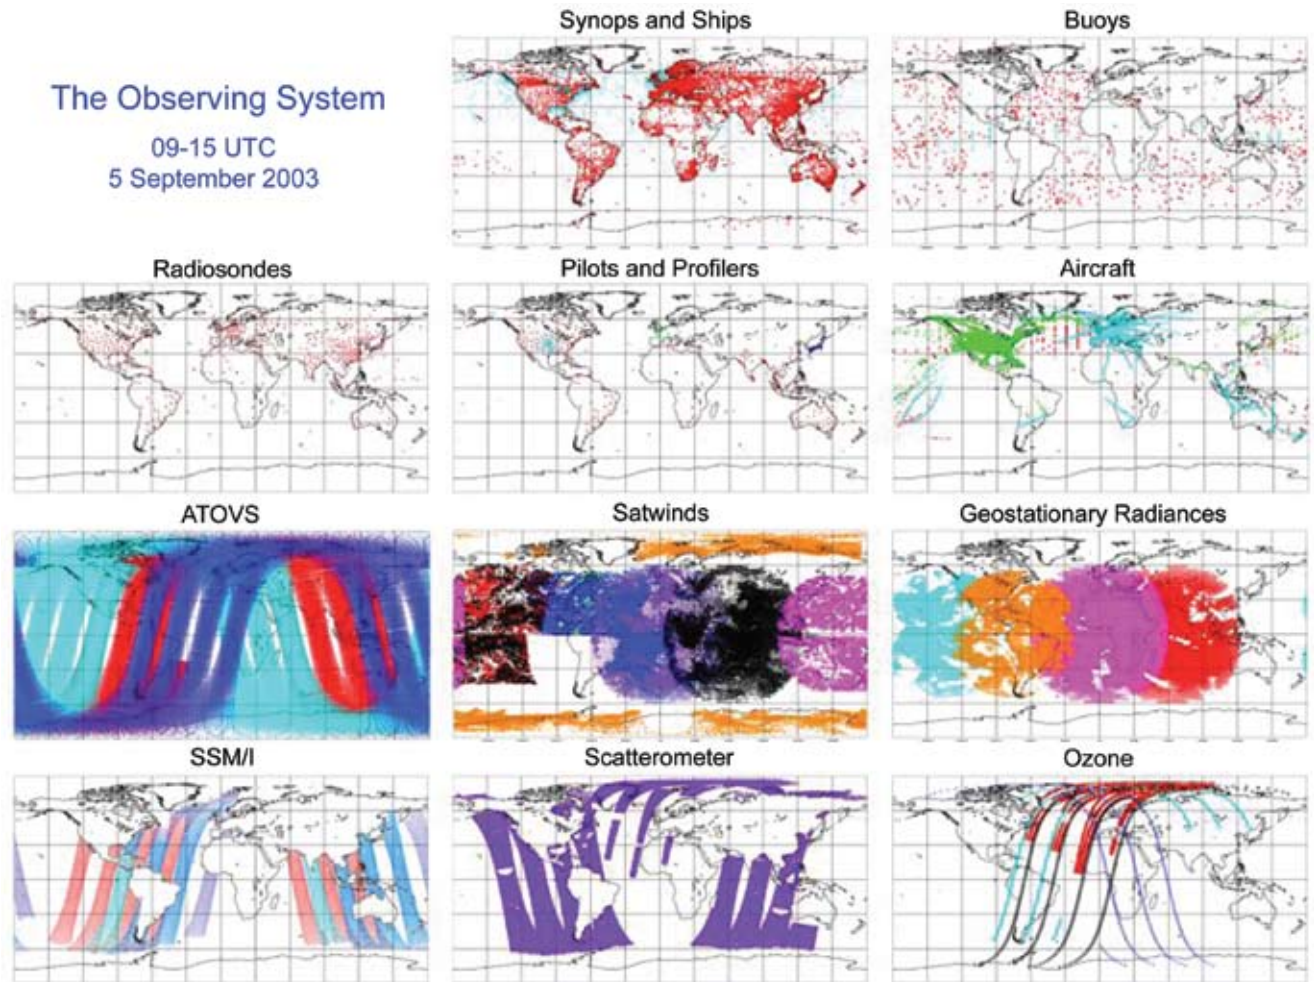 The Observing System
09-15 UTC
5 September 2003
Synops and Ships
Buoys
Radiosondes
Pilots and Profilers
Aircraft
ATOVS
Satwinds
Geostationary Radiances
SSM/I
Scatterometer
Ozone